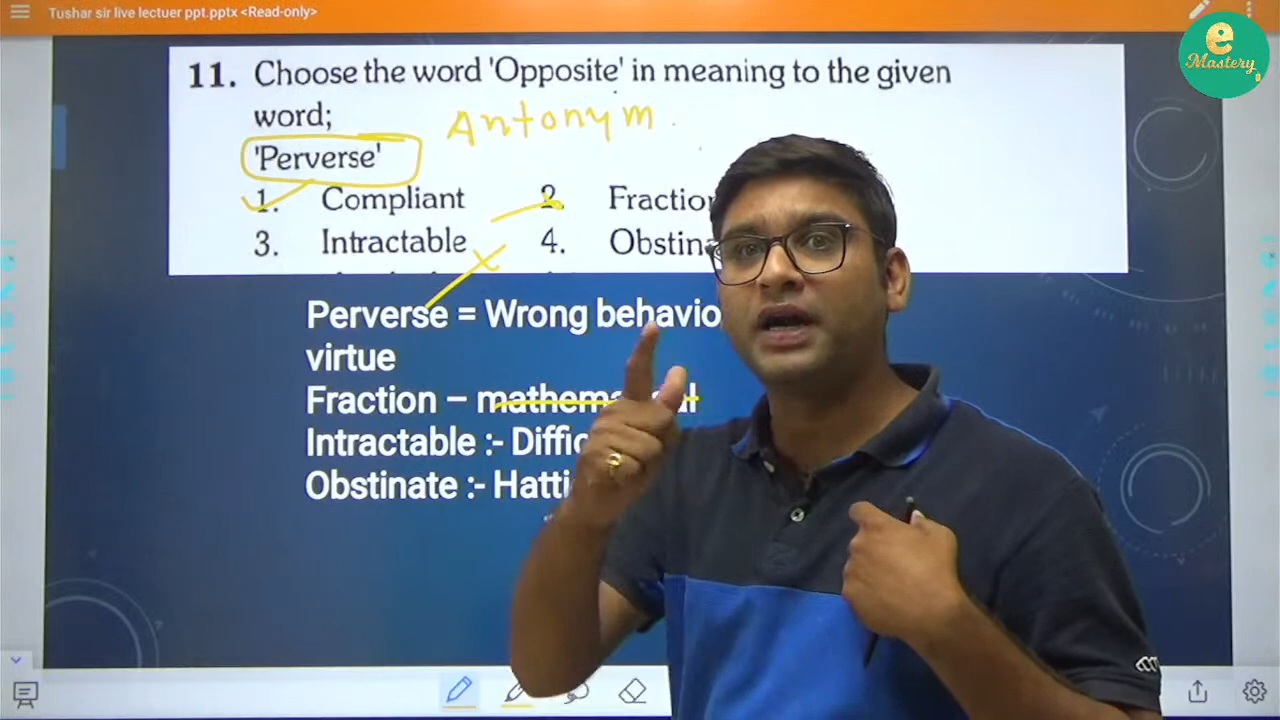 Tushar sir live lectuer ppt.pptx <Read-only>
e
Mastery
11. Choose the word 'Opposite' in meaning to the given
word;
Antonym
'Perverse'
1. Compliant 2.
3. Intractable 4.
Perverse = Wrong
virtue
Fraction –
Intractable :-
Obstinate :-